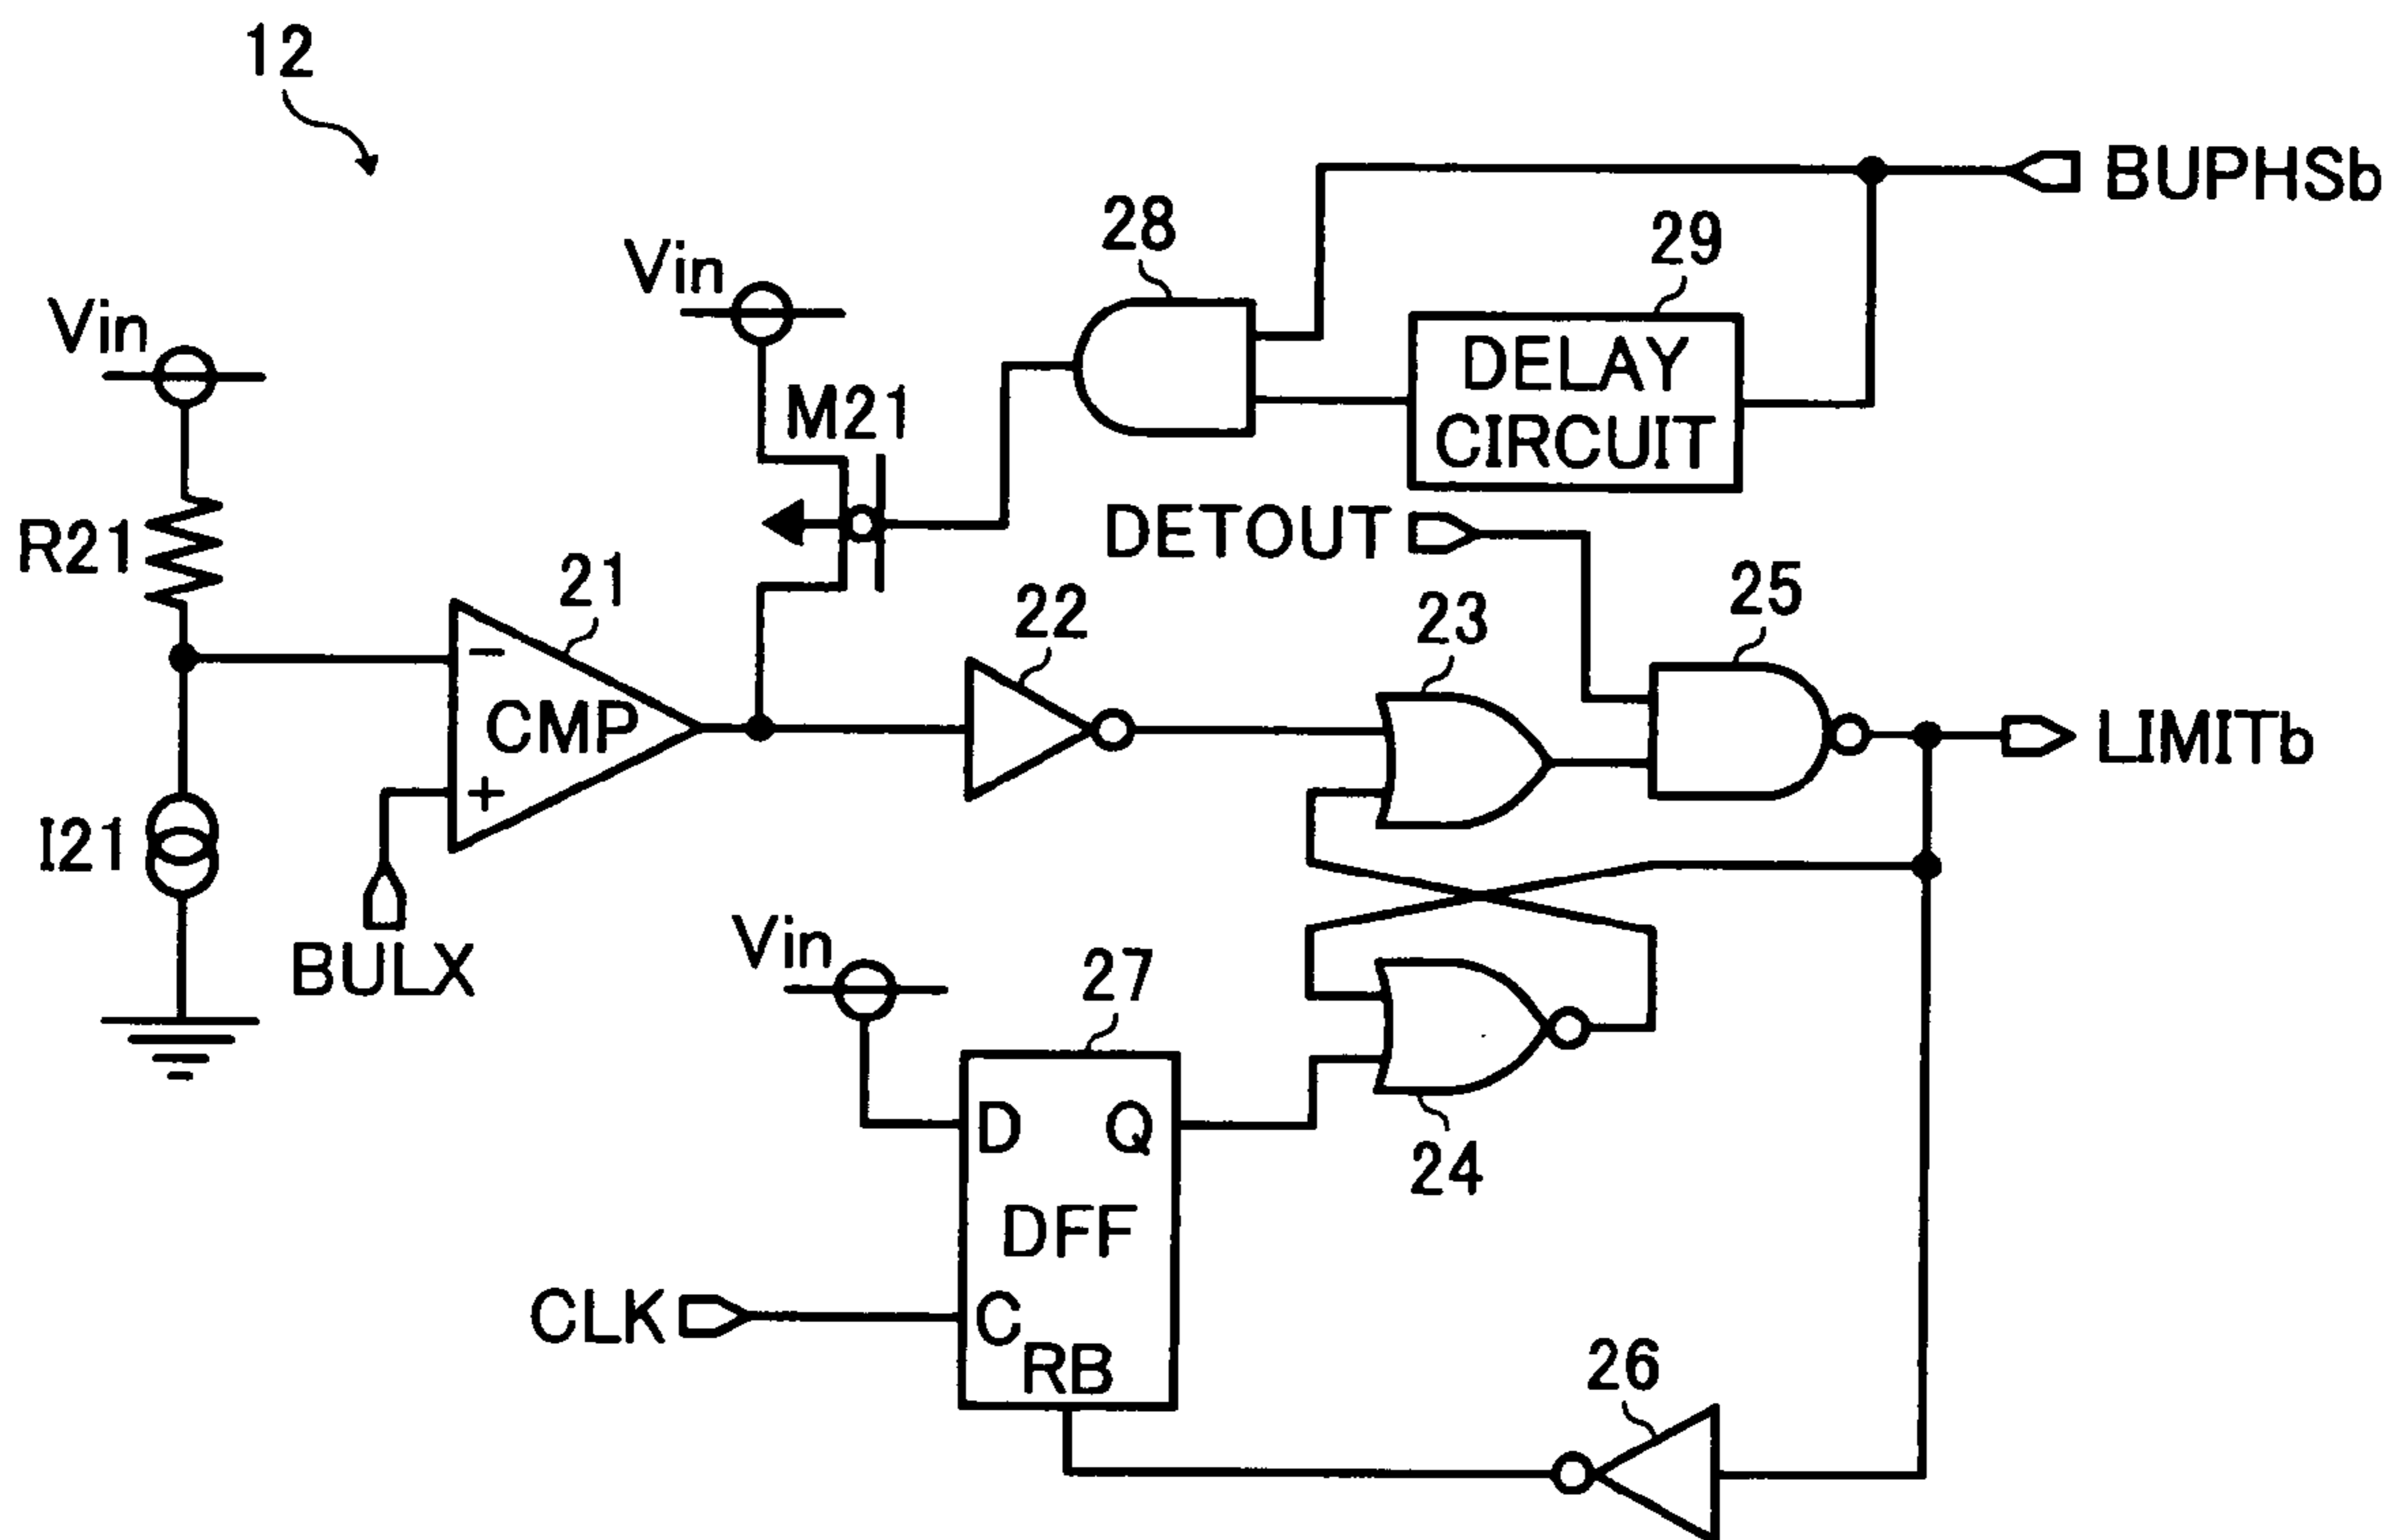 12
BUPHSb
28
29
Vin
Vin
DELAY
CIRCUIT
M21
DETOUT
R21
21
22
23
25
−
CMP
+
LIMITb
I21
BULX
Vin
27
D
Q
24
DFF
CLK
C
RB
26